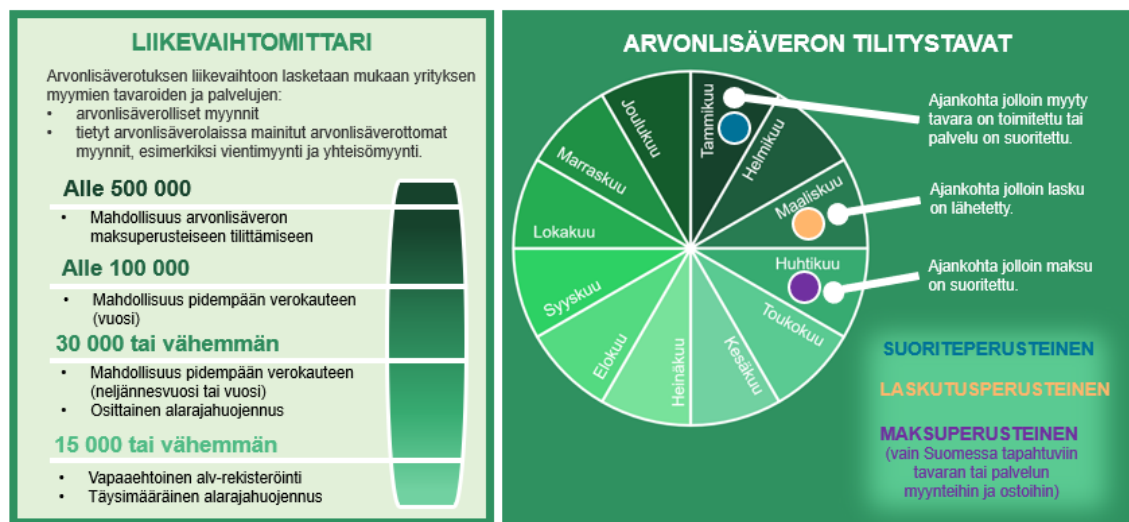 LIIKEVAIHTOMITTARI
Arvonlisäverotuksen liikevaihtoon lasketaan mukaan yrityksen
myymien tavaroiden ja palvelujen:
• arvonlisäverolliset myynnit
• tietyt arvonlisäverolaissa mainitut arvonlisäverottomat
myynnit, esimerkiksi vientimyynti ja yhteisömyynti.
Alle 500 000
• Mahdollisuus arvonlisäveron
maksuperusteiseen tilittämiseen
Alle 100 000
• Mahdollisuus pidempään verokauteen
(vuosi)
30 000 tai vähemmän
• Mahdollisuus pidempään verokauteen
(neljännesvuosi tai vuosi)
• Osittainen alarajahuojennus
15 000 tai vähemmän
• Vapaaehtoinen alv-rekisteröinti
• Täysimääräinen alarajahuojennus
ARVONLISÄVERON TILITYSTAVAT
Tammikuu
Helmikuu
Maaliskuu
Huhtikuu
Toukokuu
Kesäkuu
Heinäkuu
Elokuu
Syyskuu
Lokakuu
Marraskuu
Joulukuu
Ajankohta jolloin myyty
tavara on toimitettu tai
palvelu on suoritettu.
Ajankohta jolloin lasku
on lähetetty.
Ajankohta jolloin maksu
on suoritettu.
SUORITEPERUSTEINEN
LASKUTUSPERUSTEINEN
MAKSUPERUSTEINEN
(vain Suomessa tapahtuviin
tavaran tai palvelun
myynteihin ja ostoihin)